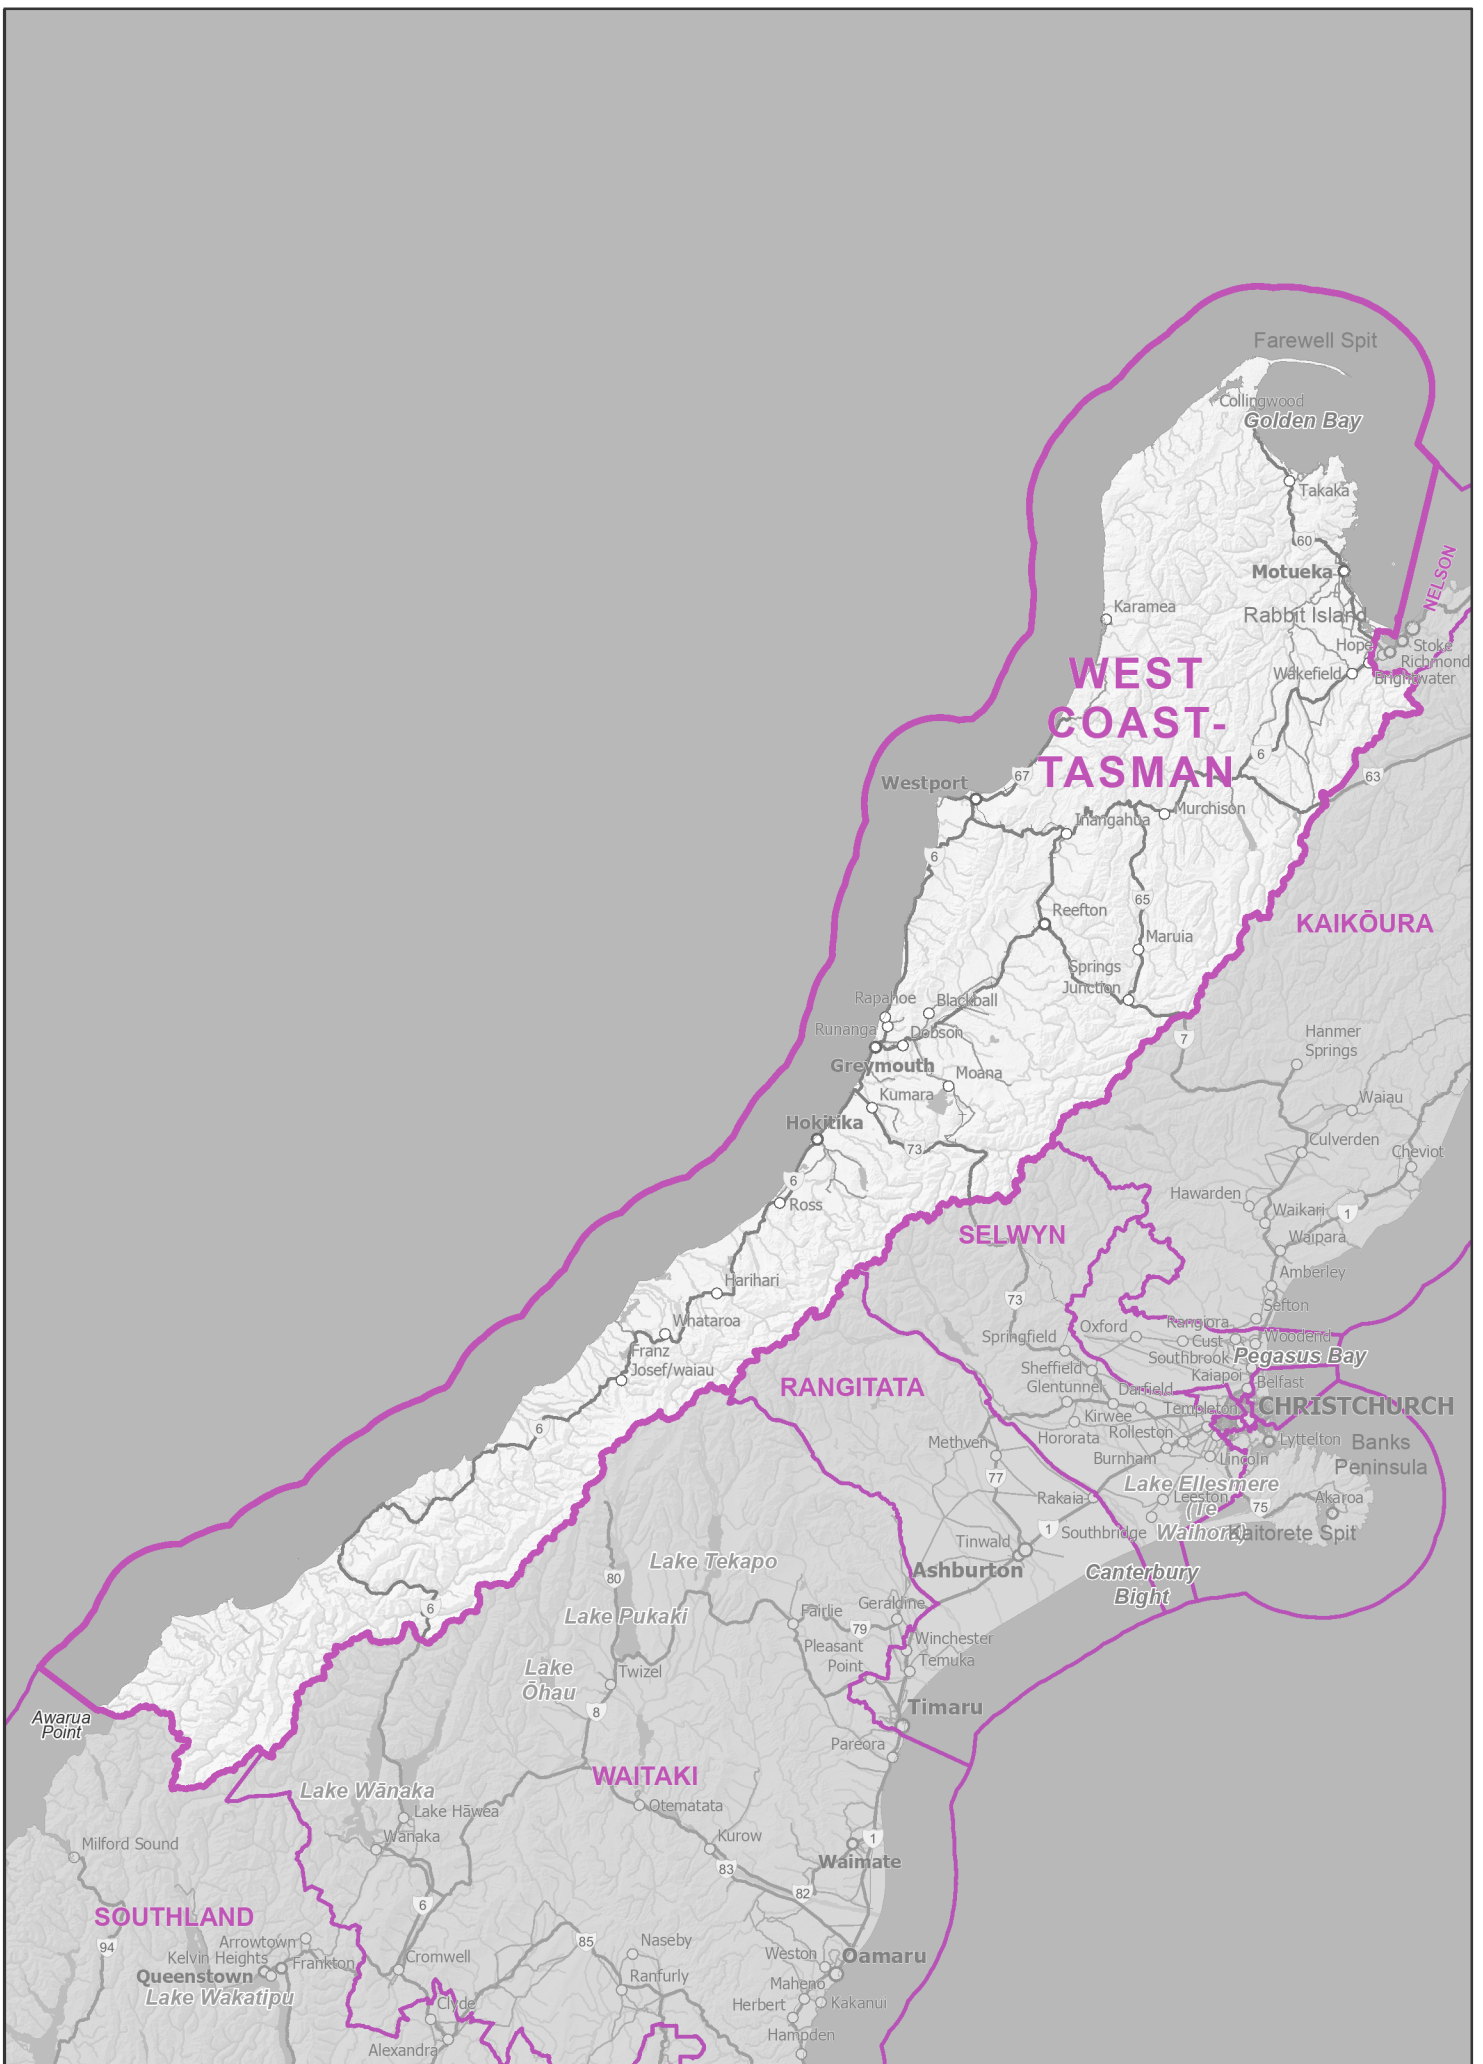 Farewell Spit
Collingwood
Golden Bay
Takaka
60
NELSON
Motueka
Karamea
Rabbit Island
Hope
Stoke
Richmond
Wakefield
Brightwater
WEST
COAST-
TASMAN
6
67
63
Westport
Murchison
Inangahua
6
65
Reefton
KAIKŌURA
Maruia
Springs
Junction
Rapahoe
Blackball
Runanga
Dobson
Greymouth
7
Hanmer
Springs
Moana
Kumara
Waiau
Hokitika
73
Culverden
Cheviot
6
Ross
Hawarden
Waikari
1
SELWYN
Waipara
Harihari
Amberley
73
Sefton
Whataroa
Springfield
Oxford
Rangiora
Cust
Woodend
Franz
Josef/waiau
Southbrook
Pegasus Bay
Sheffield
Kaiapoi
Belfast
RANGITATA
Glentunnel
Darfield
Templeton
CHRISTCHURCH
Kirwee
6
Methven
Hororata
Rolleston
Lyttelton
Banks
Peninsula
Burnham
Lincoln
77
Lake Ellesmere
(Te
Waihora)
Rakaia
Leeston
75
Akaroa
1
Southbridge
Kaitorete Spit
Tinwald
Lake Tekapo
Ashburton
Canterbury
Bight
80
6
Lake Pukaki
Fairlie
Geraldine
79
Winchester
Pleasant
Point
Temuka
Lake
Ōhau
Twizel
Awarua
Point
8
Timaru
Pareora
WAITAKI
Lake Wānaka
Otematata
Lake Hāwea
Milford Sound
Wanaka
Kurow
1
Waimate
83
82
6
SOUTHLAND
94
Arrowtown
85
Naseby
Kelvin Heights
Frankton
Cromwell
Weston
Oamaru
Queenstown
Ranfurly
Lake Wakatipu
Maheno
Clyde
Herbert
Kakanui
Hampden
Alexandra